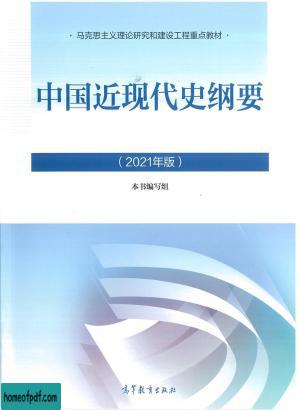 ·马克思主义理论研究和建设工程重点教材·
中国近现代史纲要
(2021年版)
本书编写组
高等教育出版社
homeofpdf.com